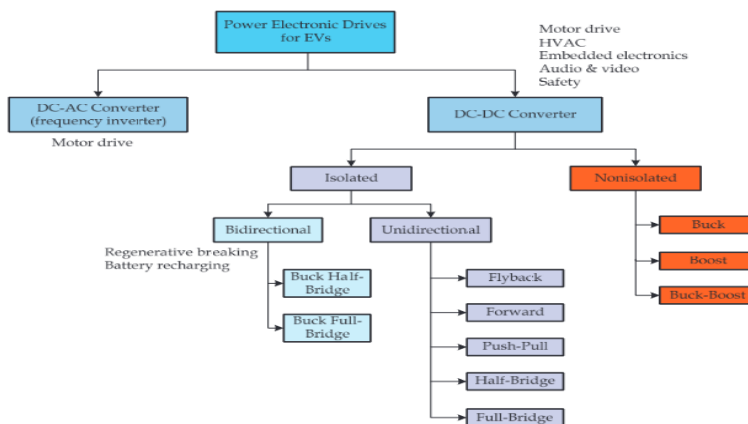 Power Electronic Drives
for EVs
Motor drive
HVAC
Embedded electronics
Audio & video
Safety
DC-AC Converter
(frequency inverter)
Motor drive
DC-DC Converter
Isolated
Nonisolated
Bidirectional
Regenerative breaking
Battery recharging
Unidirectional
Buck Half-
Bridge
Buck Full-
Bridge
Flyback
Forward
Push-Pull
Half-Bridge
Full-Bridge
Buck
Boost
Buck-Boost